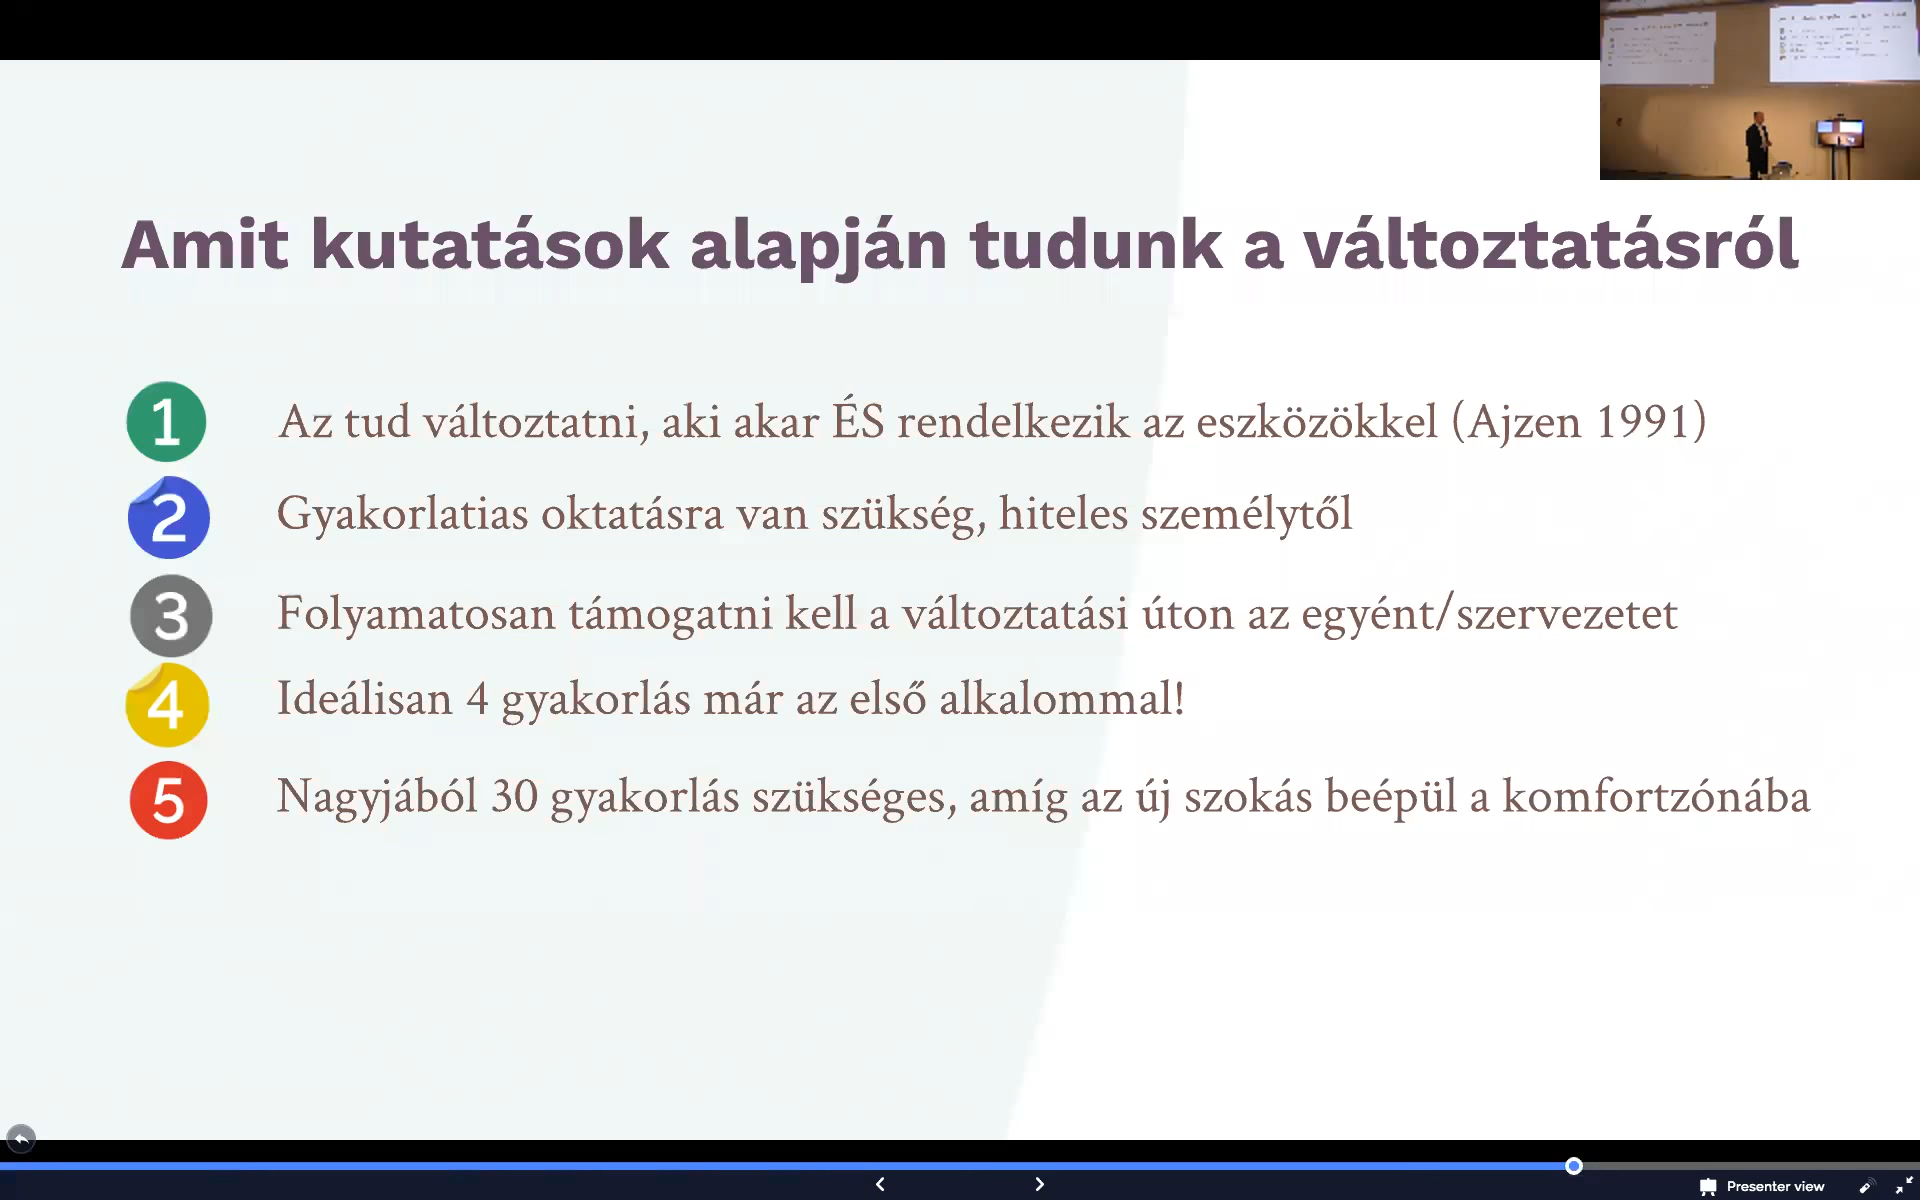 Amit kutatások alapján tudunk a változtatásról
1 Az tud változtatni, aki akar ÉS rendelkezik az eszközökkel (Ajzen 1991)
2 Gyakorlatias oktatásra van szükség, hiteles személytől
3 Folyamatosan támogatni kell a változtatási úton az egyént/szervezetet
4 Ideálisan 4 gyakorlás már az első alkalommal!
5 Nagyjából 30 gyakorlás szükséges, amíg az új szokás beépül a komfortzónába
Presenter view